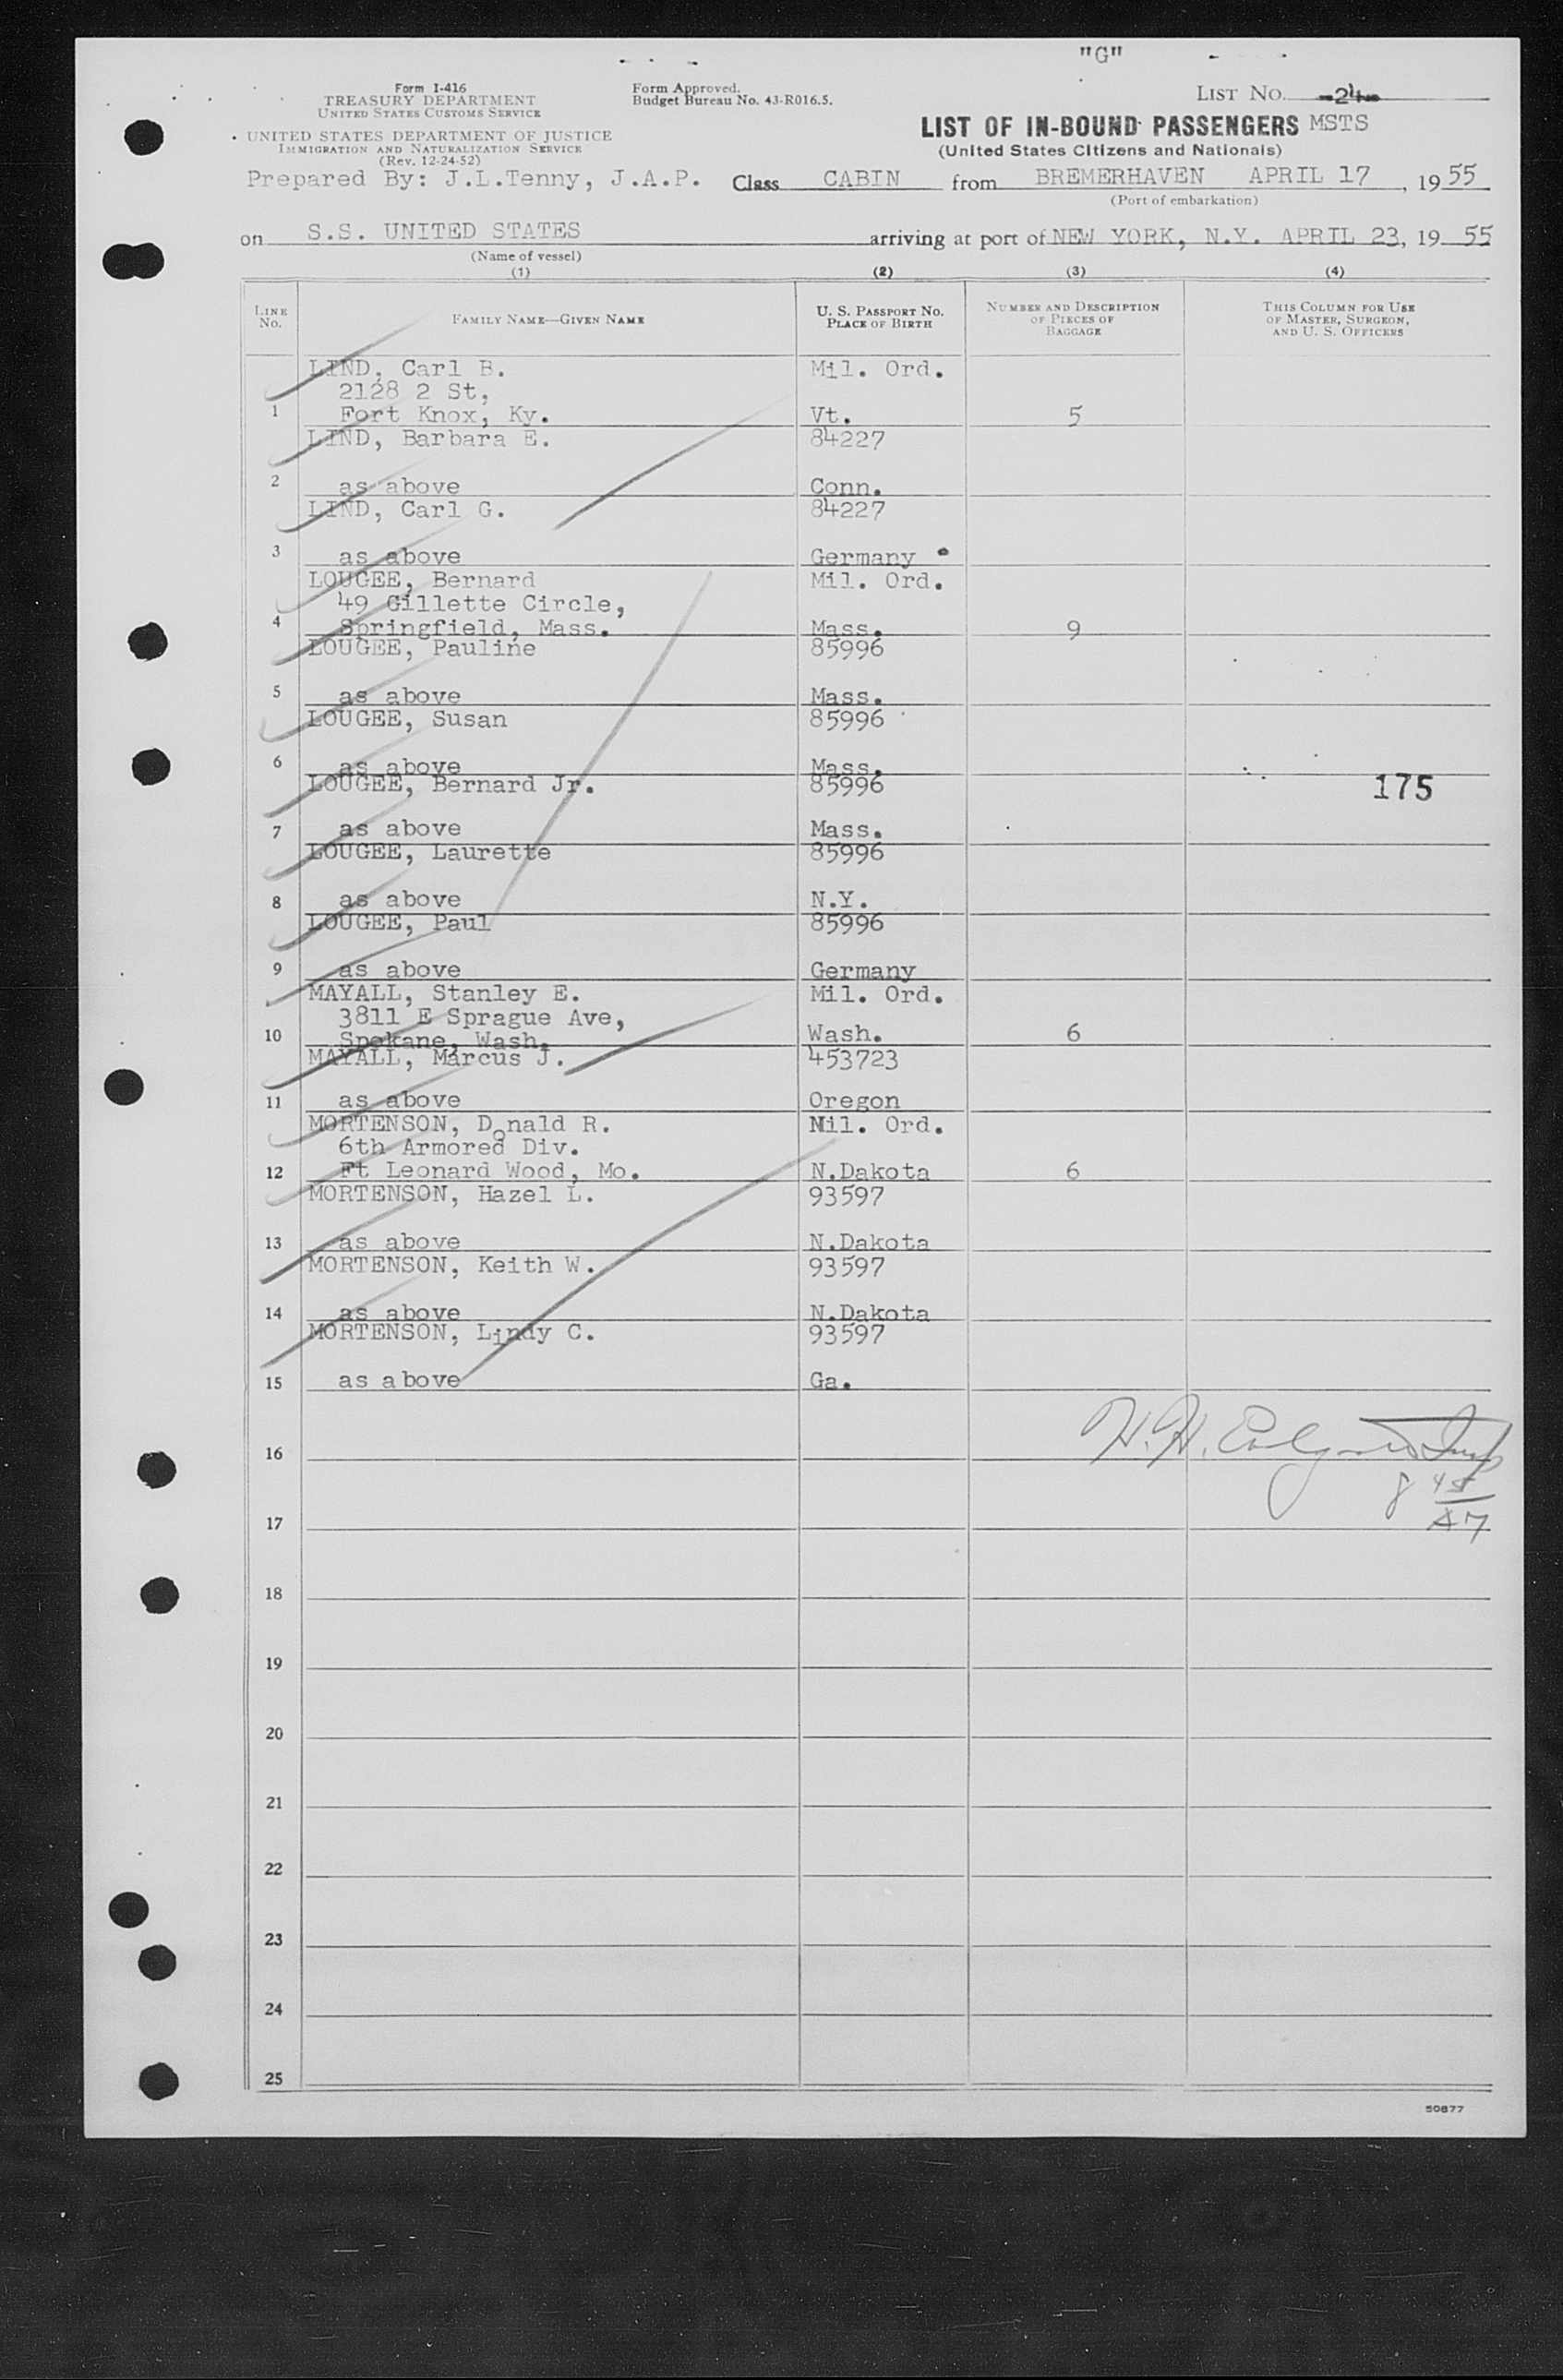 "G"
Form I-416
TREASURY DEPARTMENT
UNITED STATES CUSTOMS SERVICE
Form Approved.
Budget Bureau No. 43-R016.5.
LIST NO. -24-
UNITED STATES DEPARTMENT OF JUSTICE
IMMIGRATION AND NATURALIZATION SERVICE
(Rev. 12-24-52)
LIST OF IN-BOUND PASSENGERS MSTS
(United States Citizens and Nationals)
Prepared By: J.L.Tenny, J.A.P. Class CABIN from BREMERHAVEN APRIL 17, 1955
(Port of embarkation)
on S.S. UNITED STATES arriving at port of NEW YORK, N.Y. APRIL 23, 1955
(Name of vessel)
(1) (2) (3) (4)
LINE No. FAMILY NAME—GIVEN NAME U. S. PASSPORT NO. PLACE OF BIRTH NUMBER AND DESCRIPTION OF PIECES OF BAGGAGE THIS COLUMN FOR USE OF MASTER, SURGEON, AND U. S. OFFICERS
LIND, Carl B. Mil. Ord.
2128 2 St,
1 Fort Knox, Ky. Vt. 5
LIND, Barbara E. 84227
2 as above Conn.
LIND, Carl G. 84227
3 as above Germany
LOUGEE, Bernard Mil. Ord.
49 Gillette Circle,
4 Springfield, Mass. Mass. 9
LOUGEE, Pauline 85996
5 as above Mass.
LOUGEE, Susan 85996
6 as above Mass.
LOUGEE, Bernard Jr. 85996 175
7 as above Mass.
LOUGEE, Laurette 85996
8 as above N.Y.
LOUGEE, Paul 85996
9 as above Germany
MAYALL, Stanley E. Mil. Ord.
3811 E Sprague Ave,
10 Spokane, Wash. Wash. 6
MAYALL, Marcus J. 453723
11 as above Oregon
MORTENSON, Donald R. Mil. Ord.
6th Armored Div.
12 Ft Leonard Wood, Mo. N.Dakota 6
MORTENSON, Hazel L. 93597
13 as above N.Dakota
MORTENSON, Keith W. 93597
14 as above N.Dakota
MORTENSON, Lindy C. 93597
15 as above Ga.
16 H. H.
17
18
19
20
21
22
23
24
25
50877